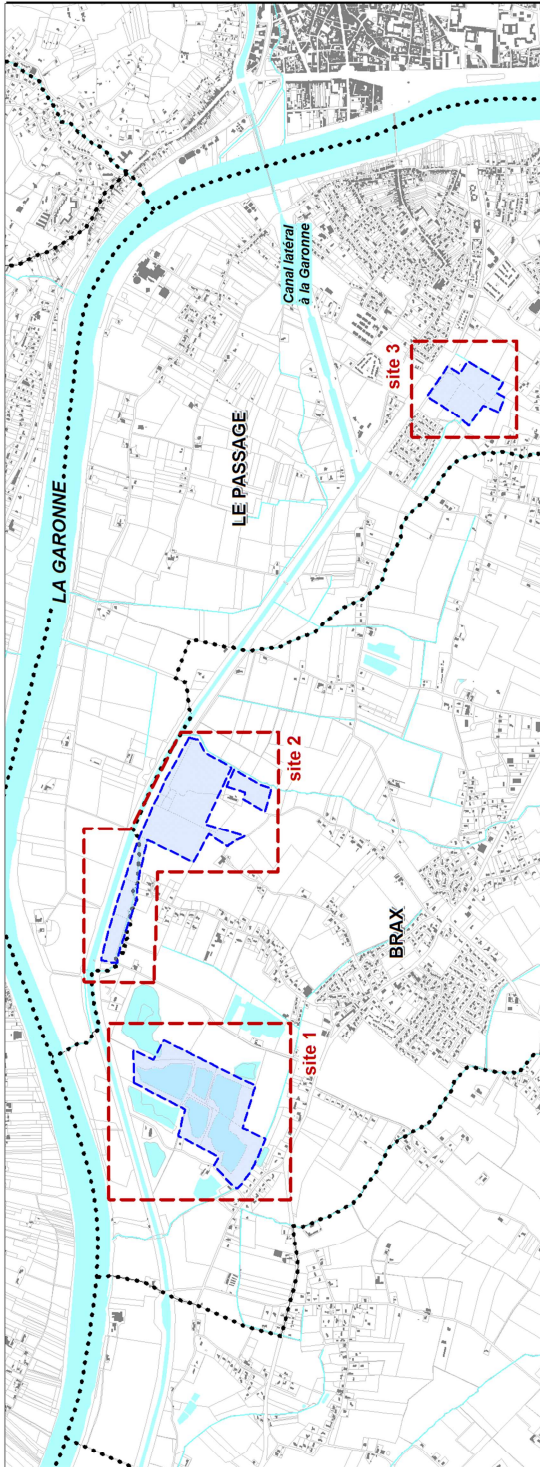 LA GARONNE
Canal latéral
à la Garonne
LE PASSAGE
site 3
site 2
BRAX
site 1